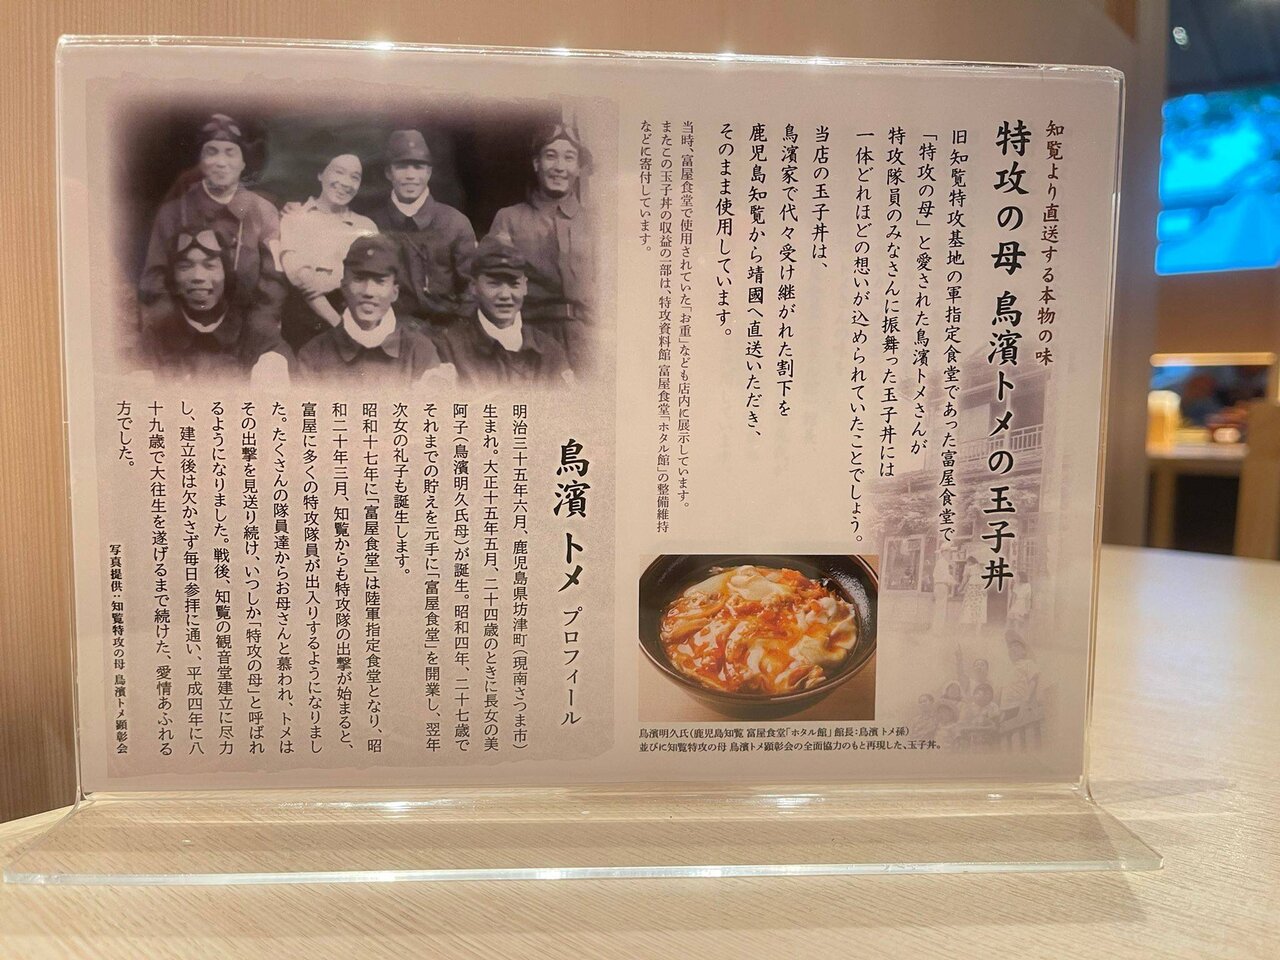 知覧より直送する本物の味
特攻の母 鳥濱トメの玉子丼
旧知覧特攻基地の軍指定食堂であった富屋食堂で
「特攻の母」と愛された鳥濱トメさんが
特攻隊員のみなさんに振舞った玉子丼には
一体どれほどの想いが込められていたことでしょう。
当店の玉子丼は、
鳥濱家で代々受け継がれた割下を
鹿児島知覧から靖國へ直送いただき、
そのまま使用しています。
当時、富屋食堂で使用されていた「お重」なども店内に展示しています。
またこの玉子丼の収益の一部は、特攻資料館 富屋食堂「ホタル館」の整備維持
などに寄付しています。
鳥濱明久氏（鹿児島知覧 富屋食堂「ホタル館」館長：鳥濱トメ孫）
並びに知覧特攻の母 鳥濱トメ顕彰会の全面協力のもと再現した、玉子丼。
鳥濱 トメ プロフィール
明治三十五年六月、鹿児島県坊津町（現南さつま市）
生まれ。大正十五年五月、二十四歳のときに長女の美
阿子（鳥濱明久氏母）が誕生。昭和四年、二十七歳で
それまでの貯えを元手に「富屋食堂」を開業し、翌年
次女の礼子も誕生します。
昭和十七年に「富屋食堂」は陸軍指定食堂となり、昭
和二十年三月、知覧からも特攻隊の出撃が始まると、
富屋に多くの特攻隊員が出入りするようになりまし
た。たくさんの隊員達からお母さんと慕われ、トメは
その出撃を見送り続け、いつしか「特攻の母」と呼ばれ
るようになりました。戦後、知覧の観音堂建立に尽力
し、建立後は欠かさず毎日参拝に通い、平成四年に八
十九歳で大往生を遂げるまで続けた、愛情あふれる
方でした。
写真提供：知覧特攻の母 鳥濱トメ顕彰会